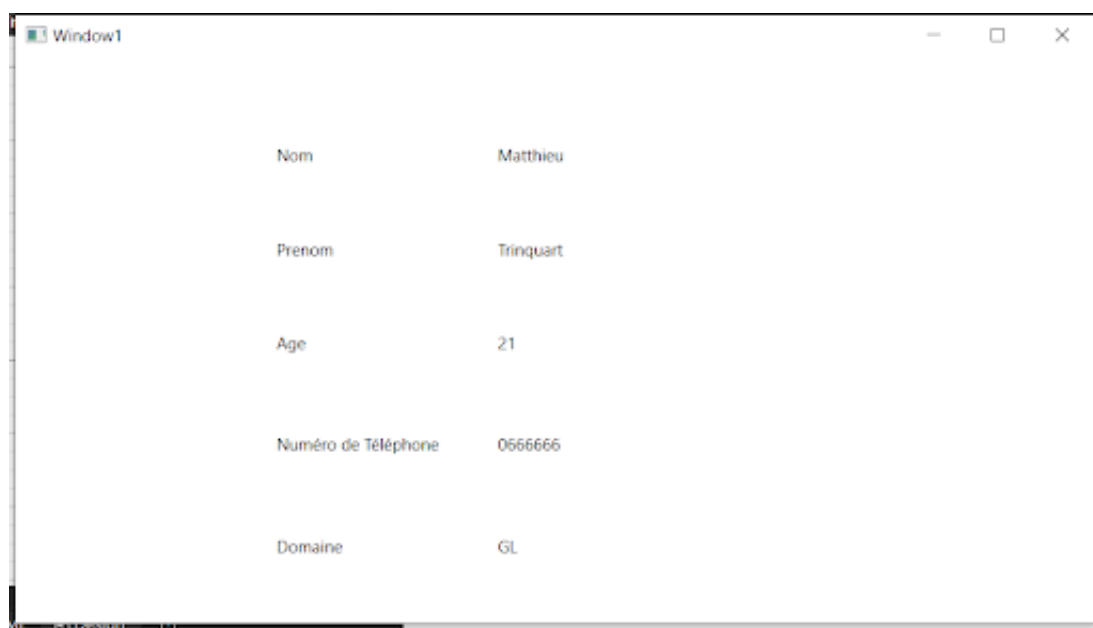 Window1
Nom Matthieu
Prenom Trinquart
Age 21
Numéro de Téléphone 0666666
Domaine GL